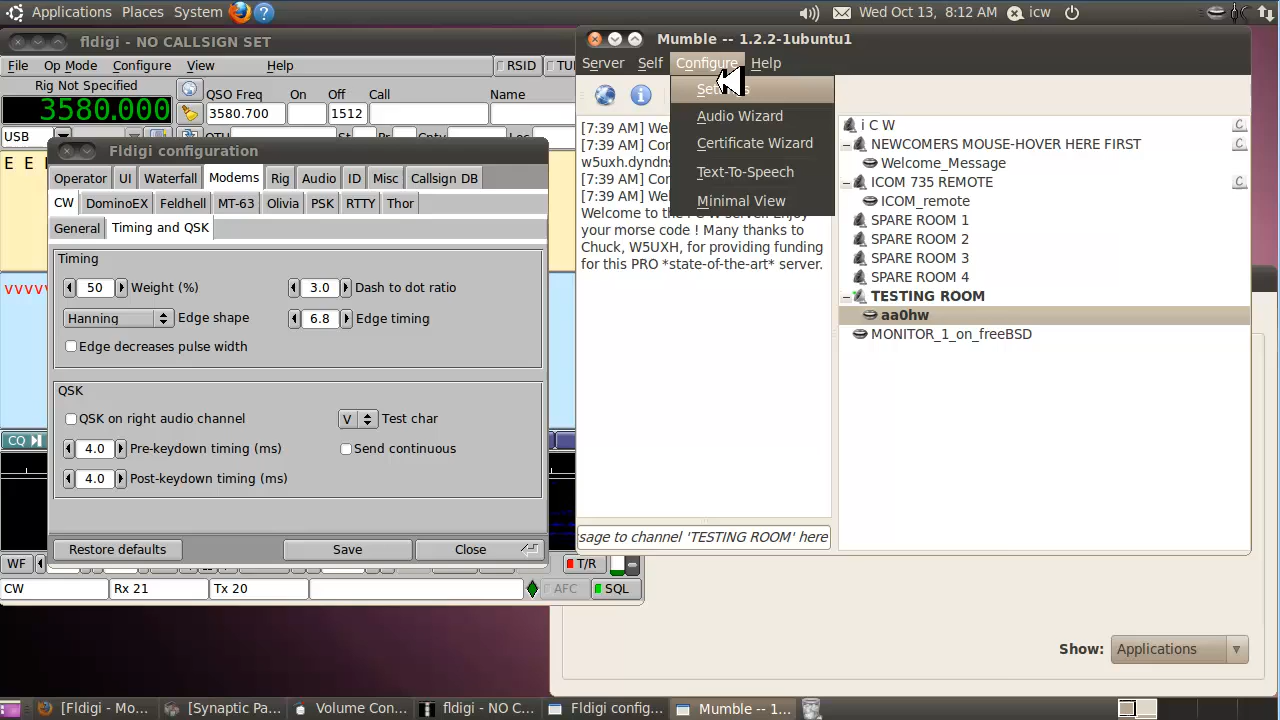 Applications Places System
Wed Oct 13, 8:12 AM icw
fldigi - NO CALLSIGN SET
File Op Mode Configure View Help
RSID
Rig Not Specified
3580.000
QSO Freq On Off Call Name
3580.700 1512
USB
E E
Fldigi configuration
Operator UI Waterfall Modems Rig Audio ID Misc Callsign DB
CW DominoEX Feldhell MT-63 Olivia PSK RTTY Thor
General Timing and QSK
Timing
50 Weight (%) 3.0 Dash to dot ratio
Hanning Edge shape 6.8 Edge timing
Edge decreases pulse width
QSK
QSK on right audio channel V Test char
4.0 Pre-keydown timing (ms) Send continuous
4.0 Post-keydown timing (ms)
Restore defaults Save Close
CQ
WF T/R
CW Rx 21 Tx 20 AFC SQL
Mumble -- 1.2.2-1ubuntu1
Server Self Configure Help
Audio Wizard
Certificate Wizard
Text-To-Speech
Minimal View
[7:39 AM] Wel
[7:39 AM] Con
w5uxh.dyndns
[7:39 AM] Con
[7:39 AM] Wel
Welcome to the i C W server. Enjoy
your morse code ! Many thanks to
Chuck, W5UXH, for providing funding
for this PRO *state-of-the-art* server.
sage to channel 'TESTING ROOM' here
i C W
NEWCOMERS MOUSE-HOVER HERE FIRST
Welcome_Message
ICOM 735 REMOTE
ICOM_remote
SPARE ROOM 1
SPARE ROOM 2
SPARE ROOM 3
SPARE ROOM 4
TESTING ROOM
aa0hw
MONITOR_1_on_freeBSD
Show: Applications
[Fldigi - Mo... [Synaptic Pa... Volume Con... fldigi - NO C... Fldigi config... Mumble -- 1...